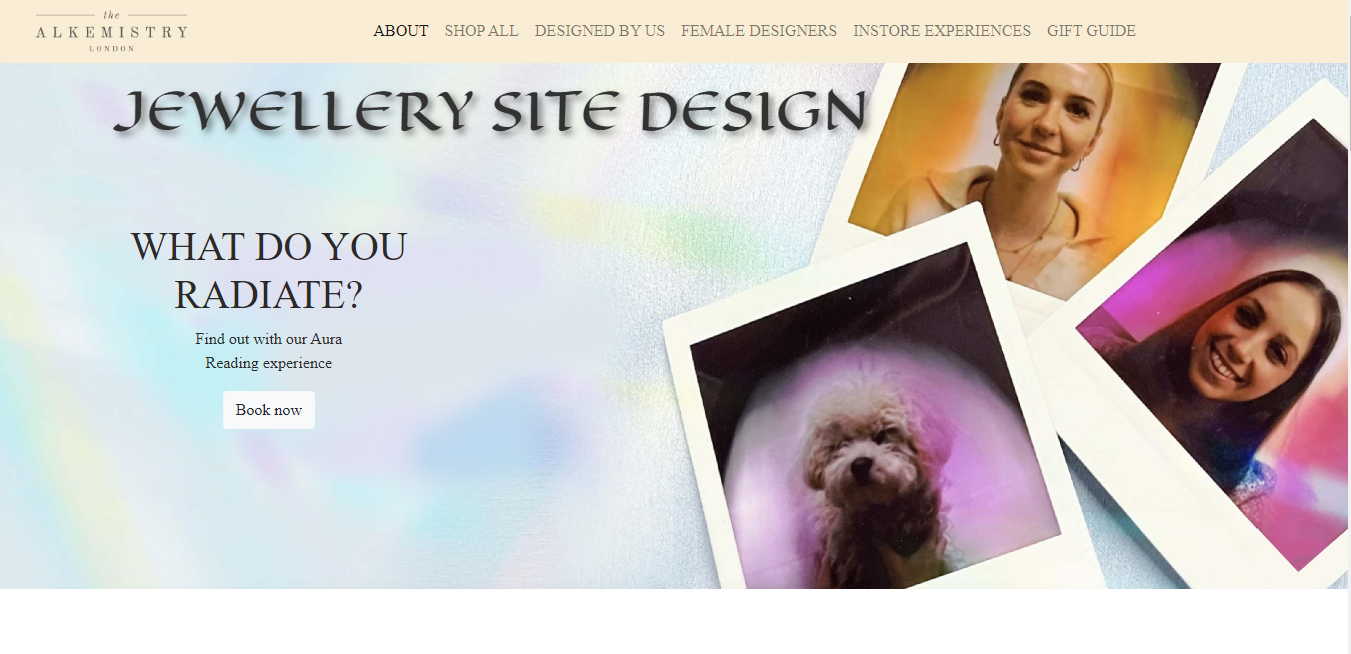 the
ALKEMISTRY
LONDON
ABOUT SHOP ALL DESIGNED BY US FEMALE DESIGNERS INSTORE EXPERIENCES GIFT GUIDE
JEWELLERY SITE DESIGN
WHAT DO YOU
RADIATE?
Find out with our Aura
Reading experience
Book now